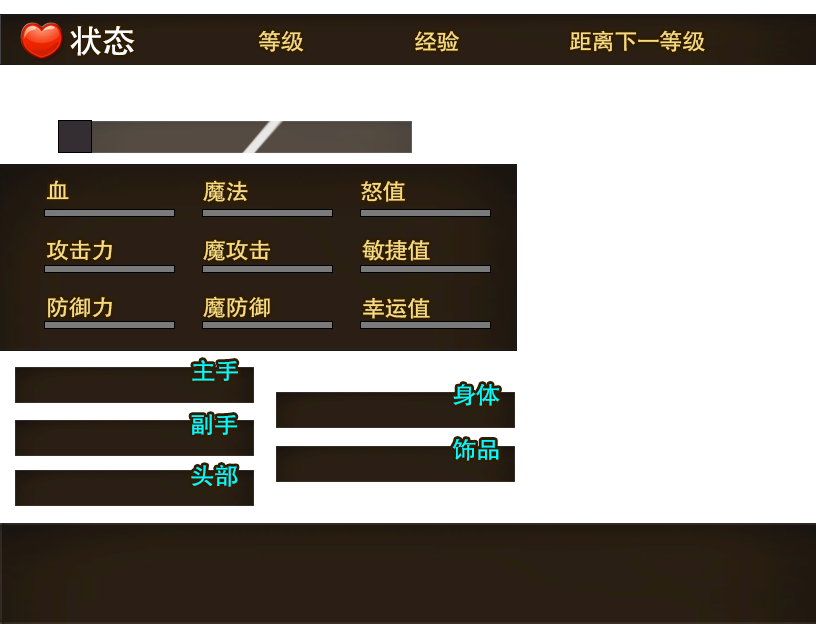 状态 等级 经验 距离下一等级
血 魔法 怒值
攻击力 魔攻击 敏捷值
防御力 魔防御 幸运值
主手
身体
副手
饰品
头部